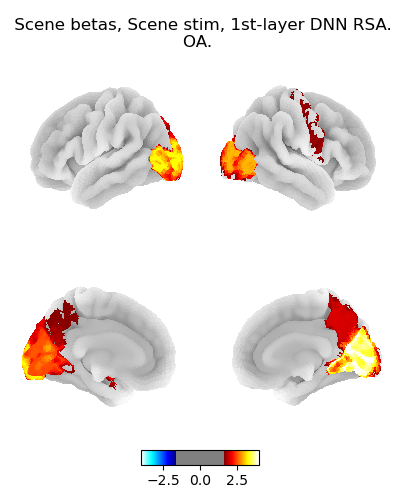 Scene betas, Scene stim, 1st-layer DNN RSA.
OA.
−2.5 0.0 2.5